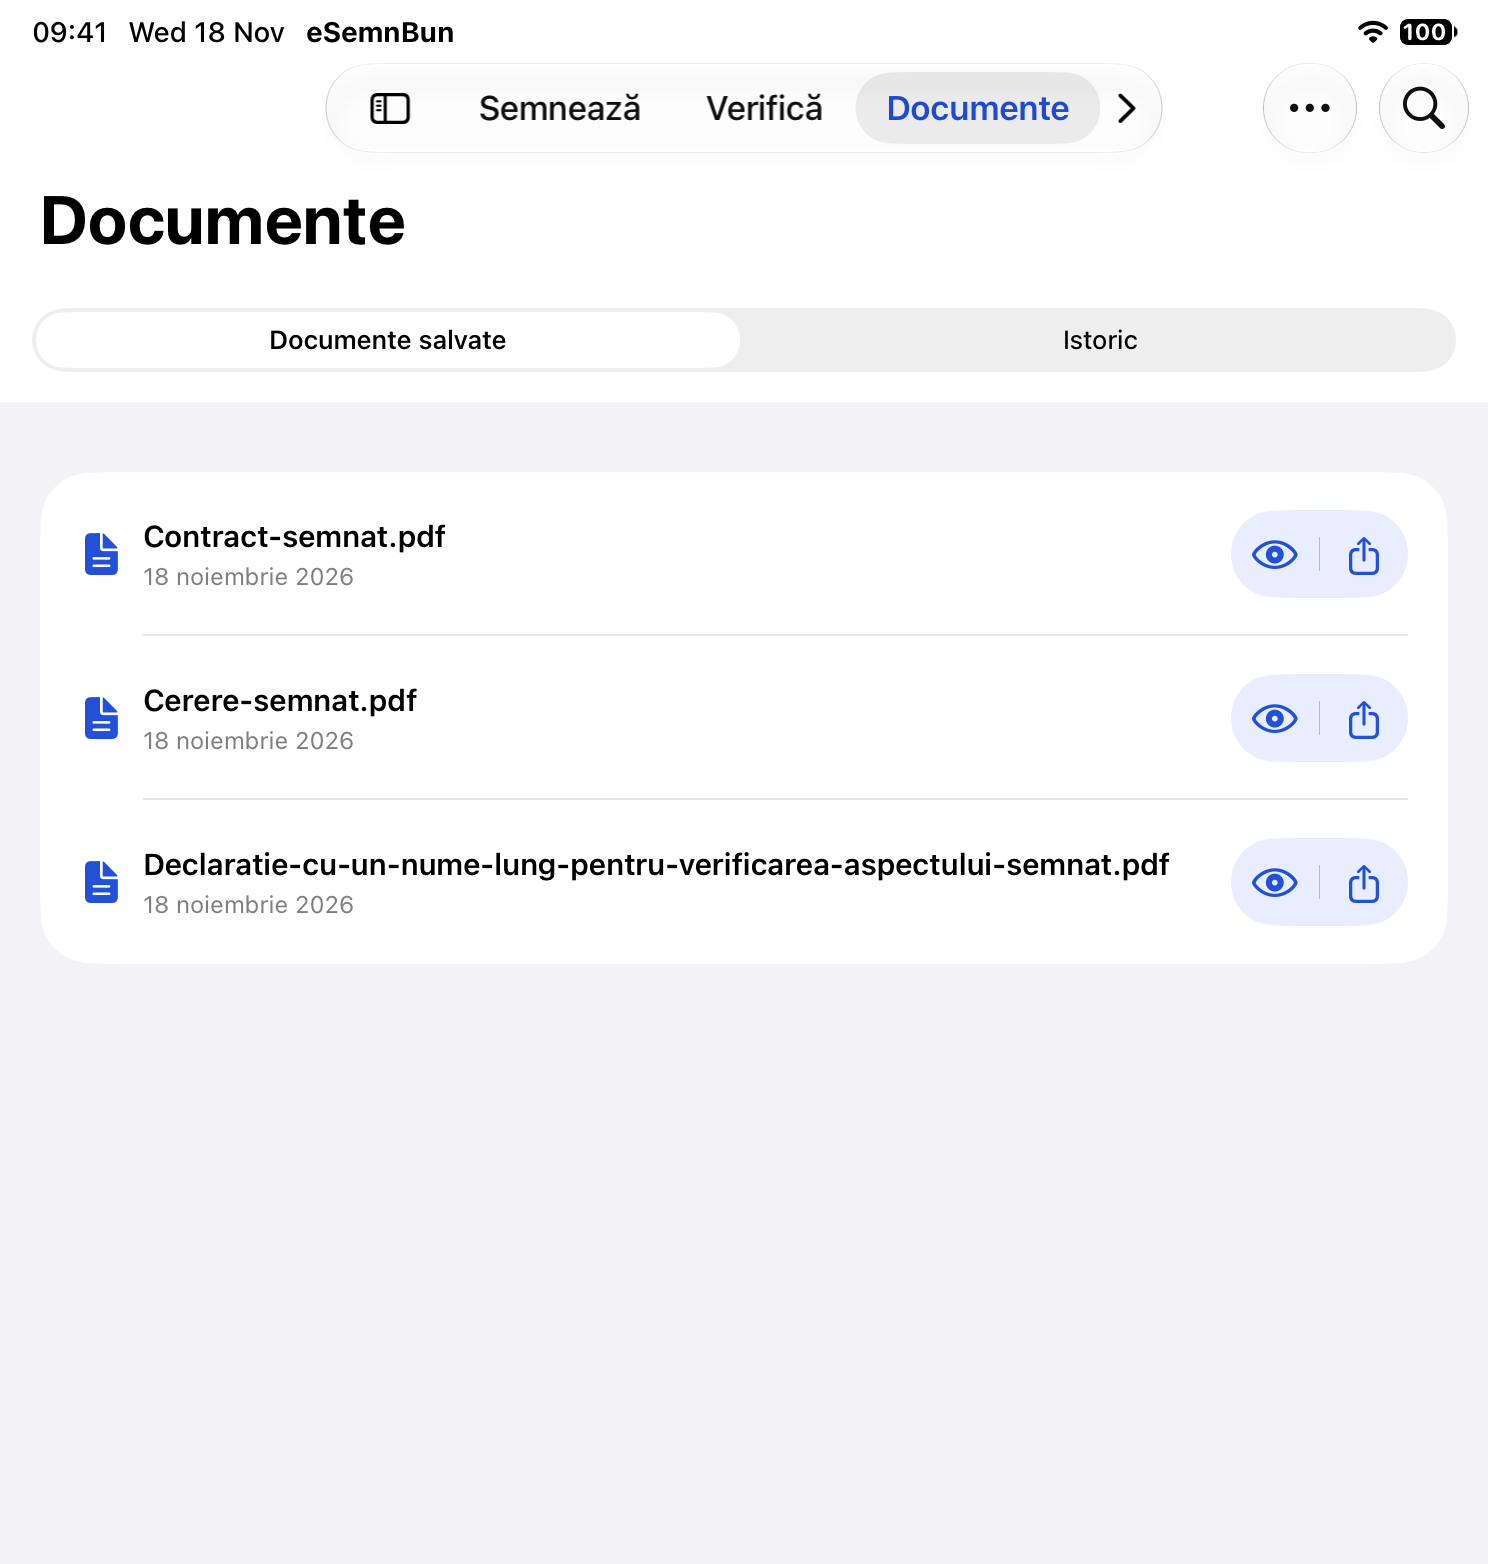 09:41 Wed 18 Nov eSemnBun 100
Semnează Verifică Documente
Documente
Documente salvate Istoric
Contract-semnat.pdf
18 noiembrie 2026
Cerere-semnat.pdf
18 noiembrie 2026
Declaratie-cu-un-nume-lung-pentru-verificarea-aspectului-semnat.pdf
18 noiembrie 2026